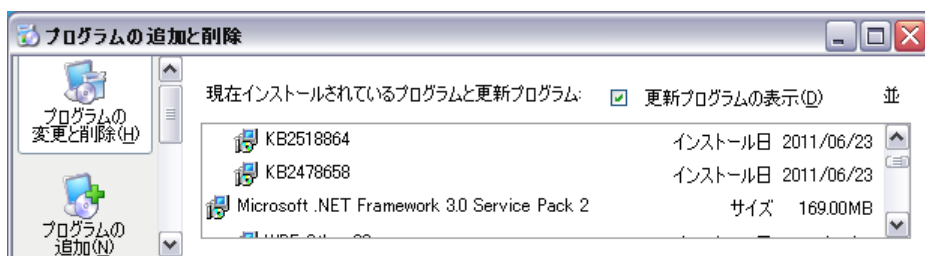 プログラムの追加と削除
プログラムの
変更と削除(H)
プログラムの
追加(N)
現在インストールされているプログラムと更新プログラム:
更新プログラムの表示(D)
並
KB2518864
インストール日 2011/06/23
KB2478658
インストール日 2011/06/23
Microsoft .NET Framework 3.0 Service Pack 2
サイズ 169.00MB